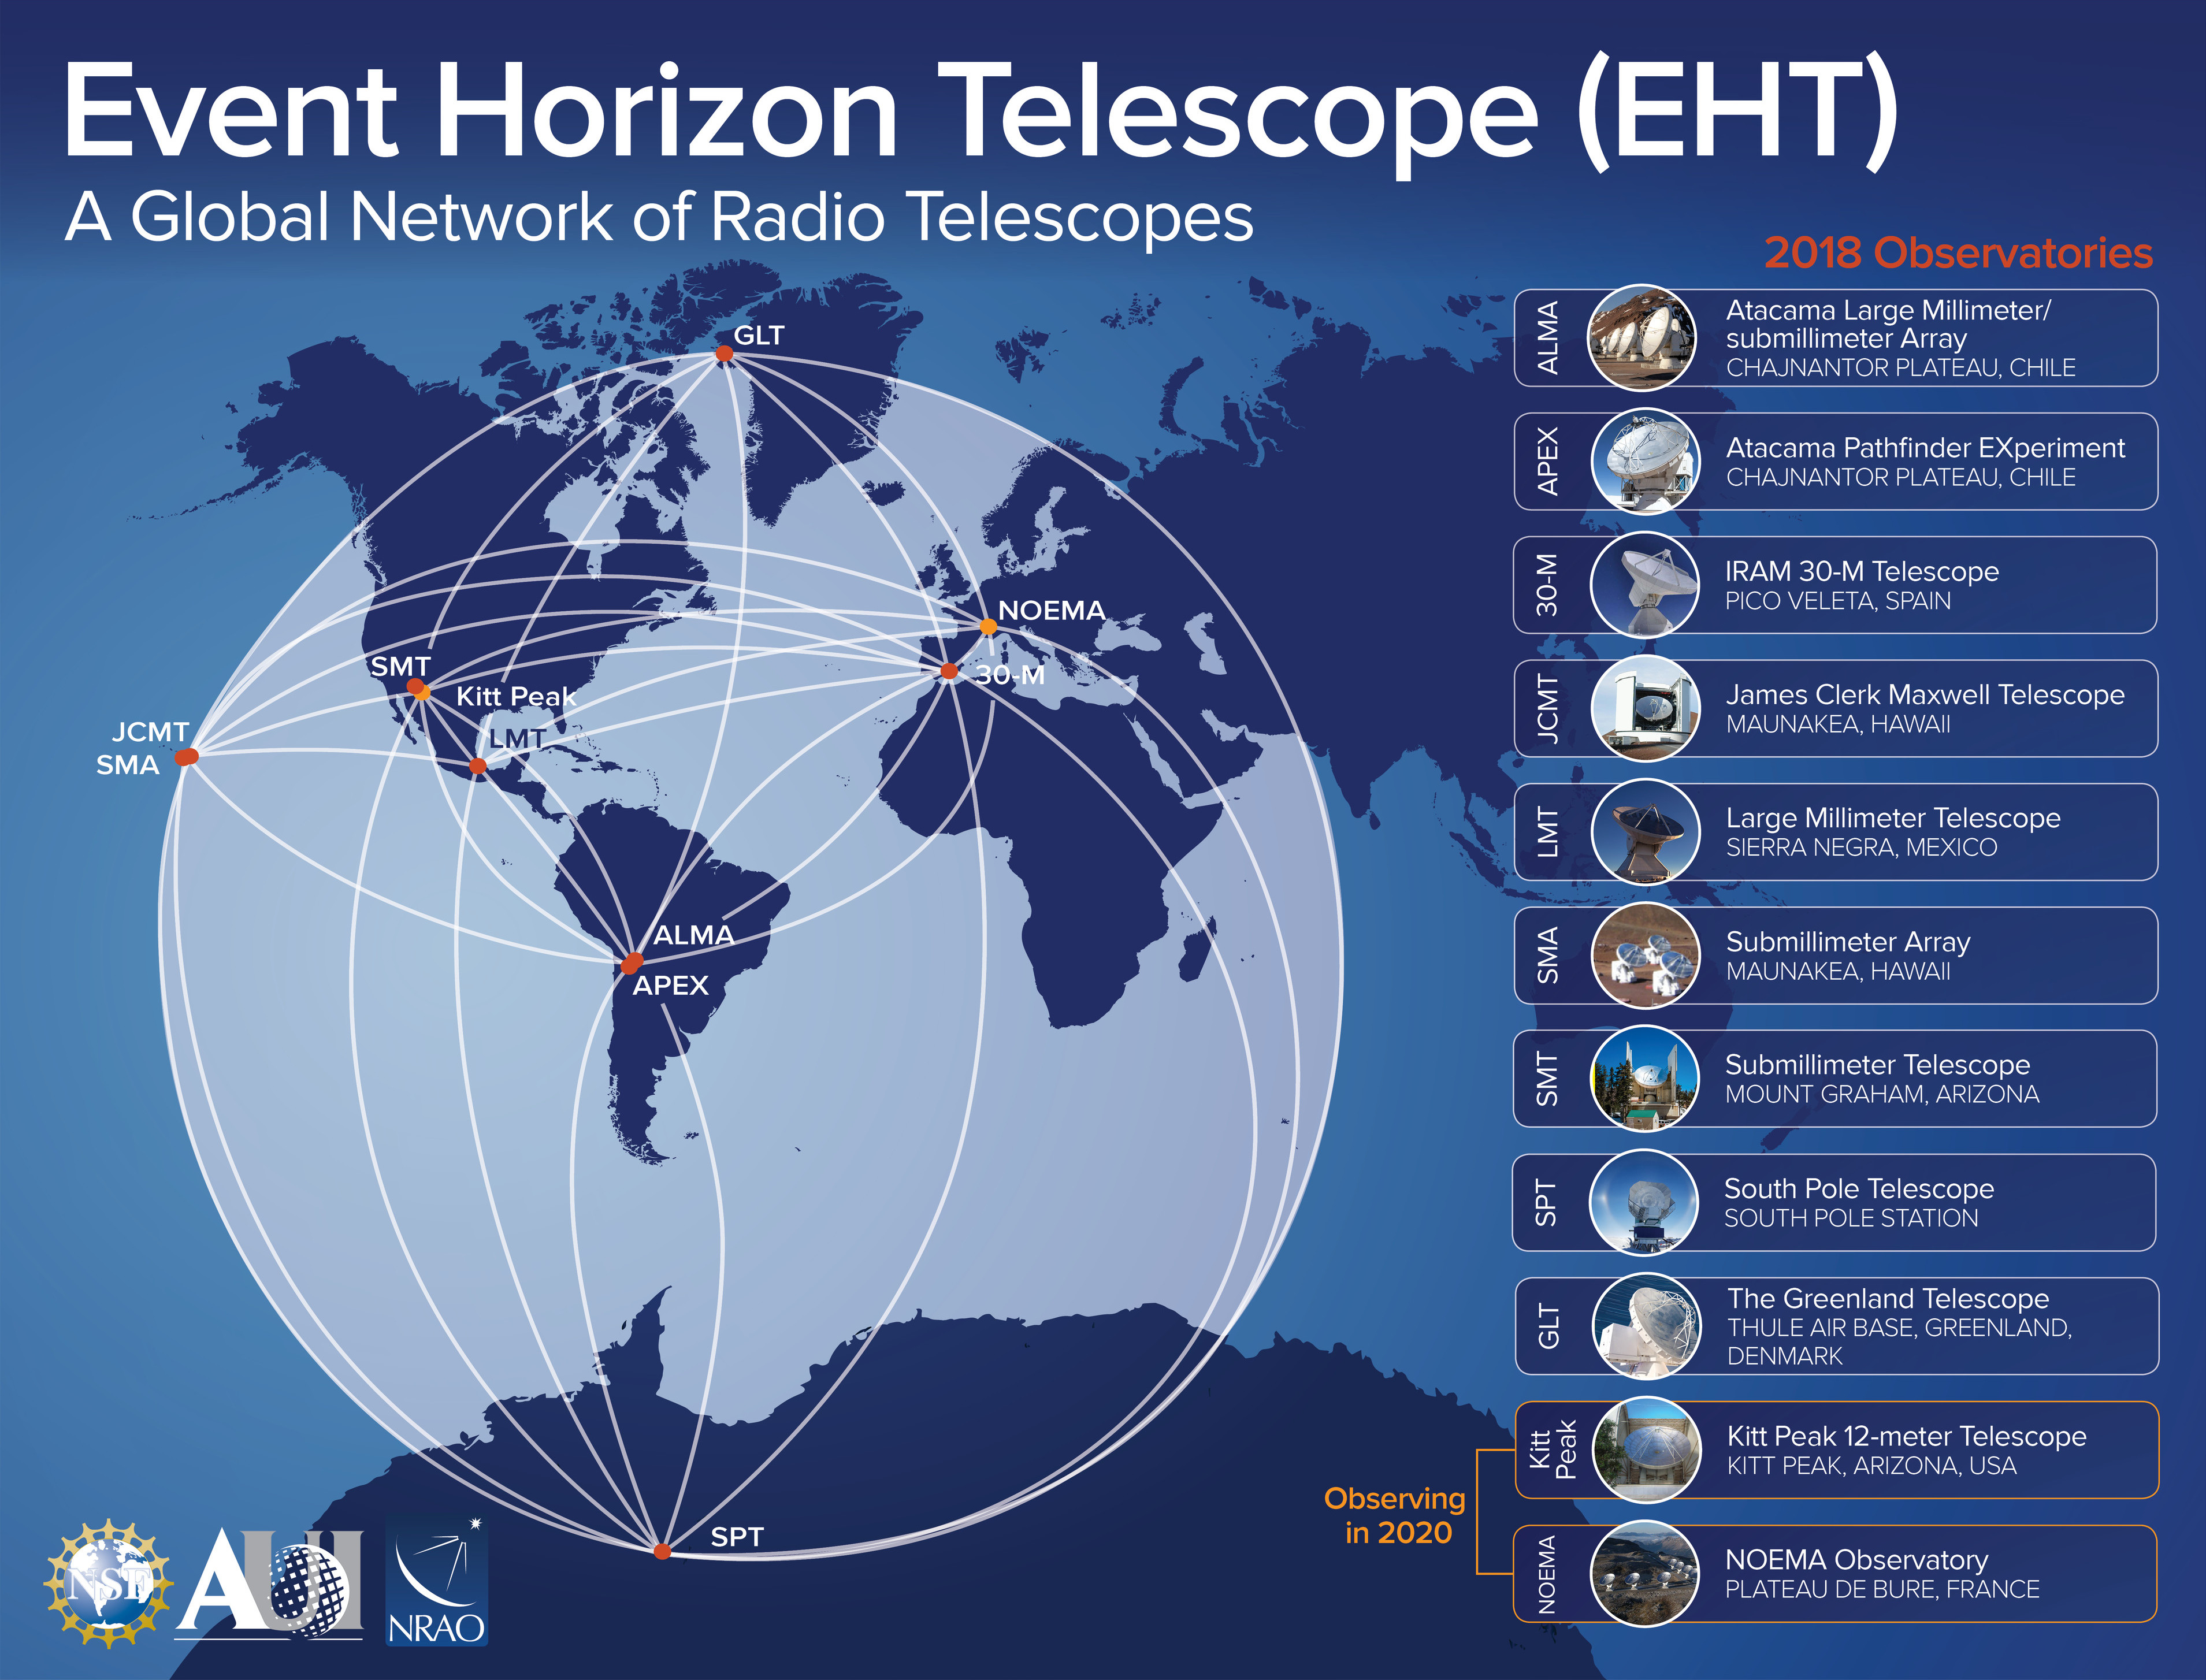 Event Horizon Telescope (EHT)
A Global Network of Radio Telescopes
GLT
NOEMA
30-M
SMT
Kitt Peak
LMT
JCMT
SMA
ALMA
APEX
SPT
2018 Observatories
ALMA
Atacama Large Millimeter/
submillimeter Array
CHAJNANTOR PLATEAU, CHILE
APEX
Atacama Pathfinder EXperiment
CHAJNANTOR PLATEAU, CHILE
30-M
IRAM 30-M Telescope
PICO VELETA, SPAIN
JCMT
James Clerk Maxwell Telescope
MAUNAKEA, HAWAII
LMT
Large Millimeter Telescope
SIERRA NEGRA, MEXICO
SMA
Submillimeter Array
MAUNAKEA, HAWAII
SMT
Submillimeter Telescope
MOUNT GRAHAM, ARIZONA
SPT
South Pole Telescope
SOUTH POLE STATION
GLT
The Greenland Telescope
THULE AIR BASE, GREENLAND,
DENMARK
Observing
in 2020
Kitt
Peak
Kitt Peak 12-meter Telescope
KITT PEAK, ARIZONA, USA
NOEMA
NOEMA Observatory
PLATEAU DE BURE, FRANCE
NSF
AUI
NRAO